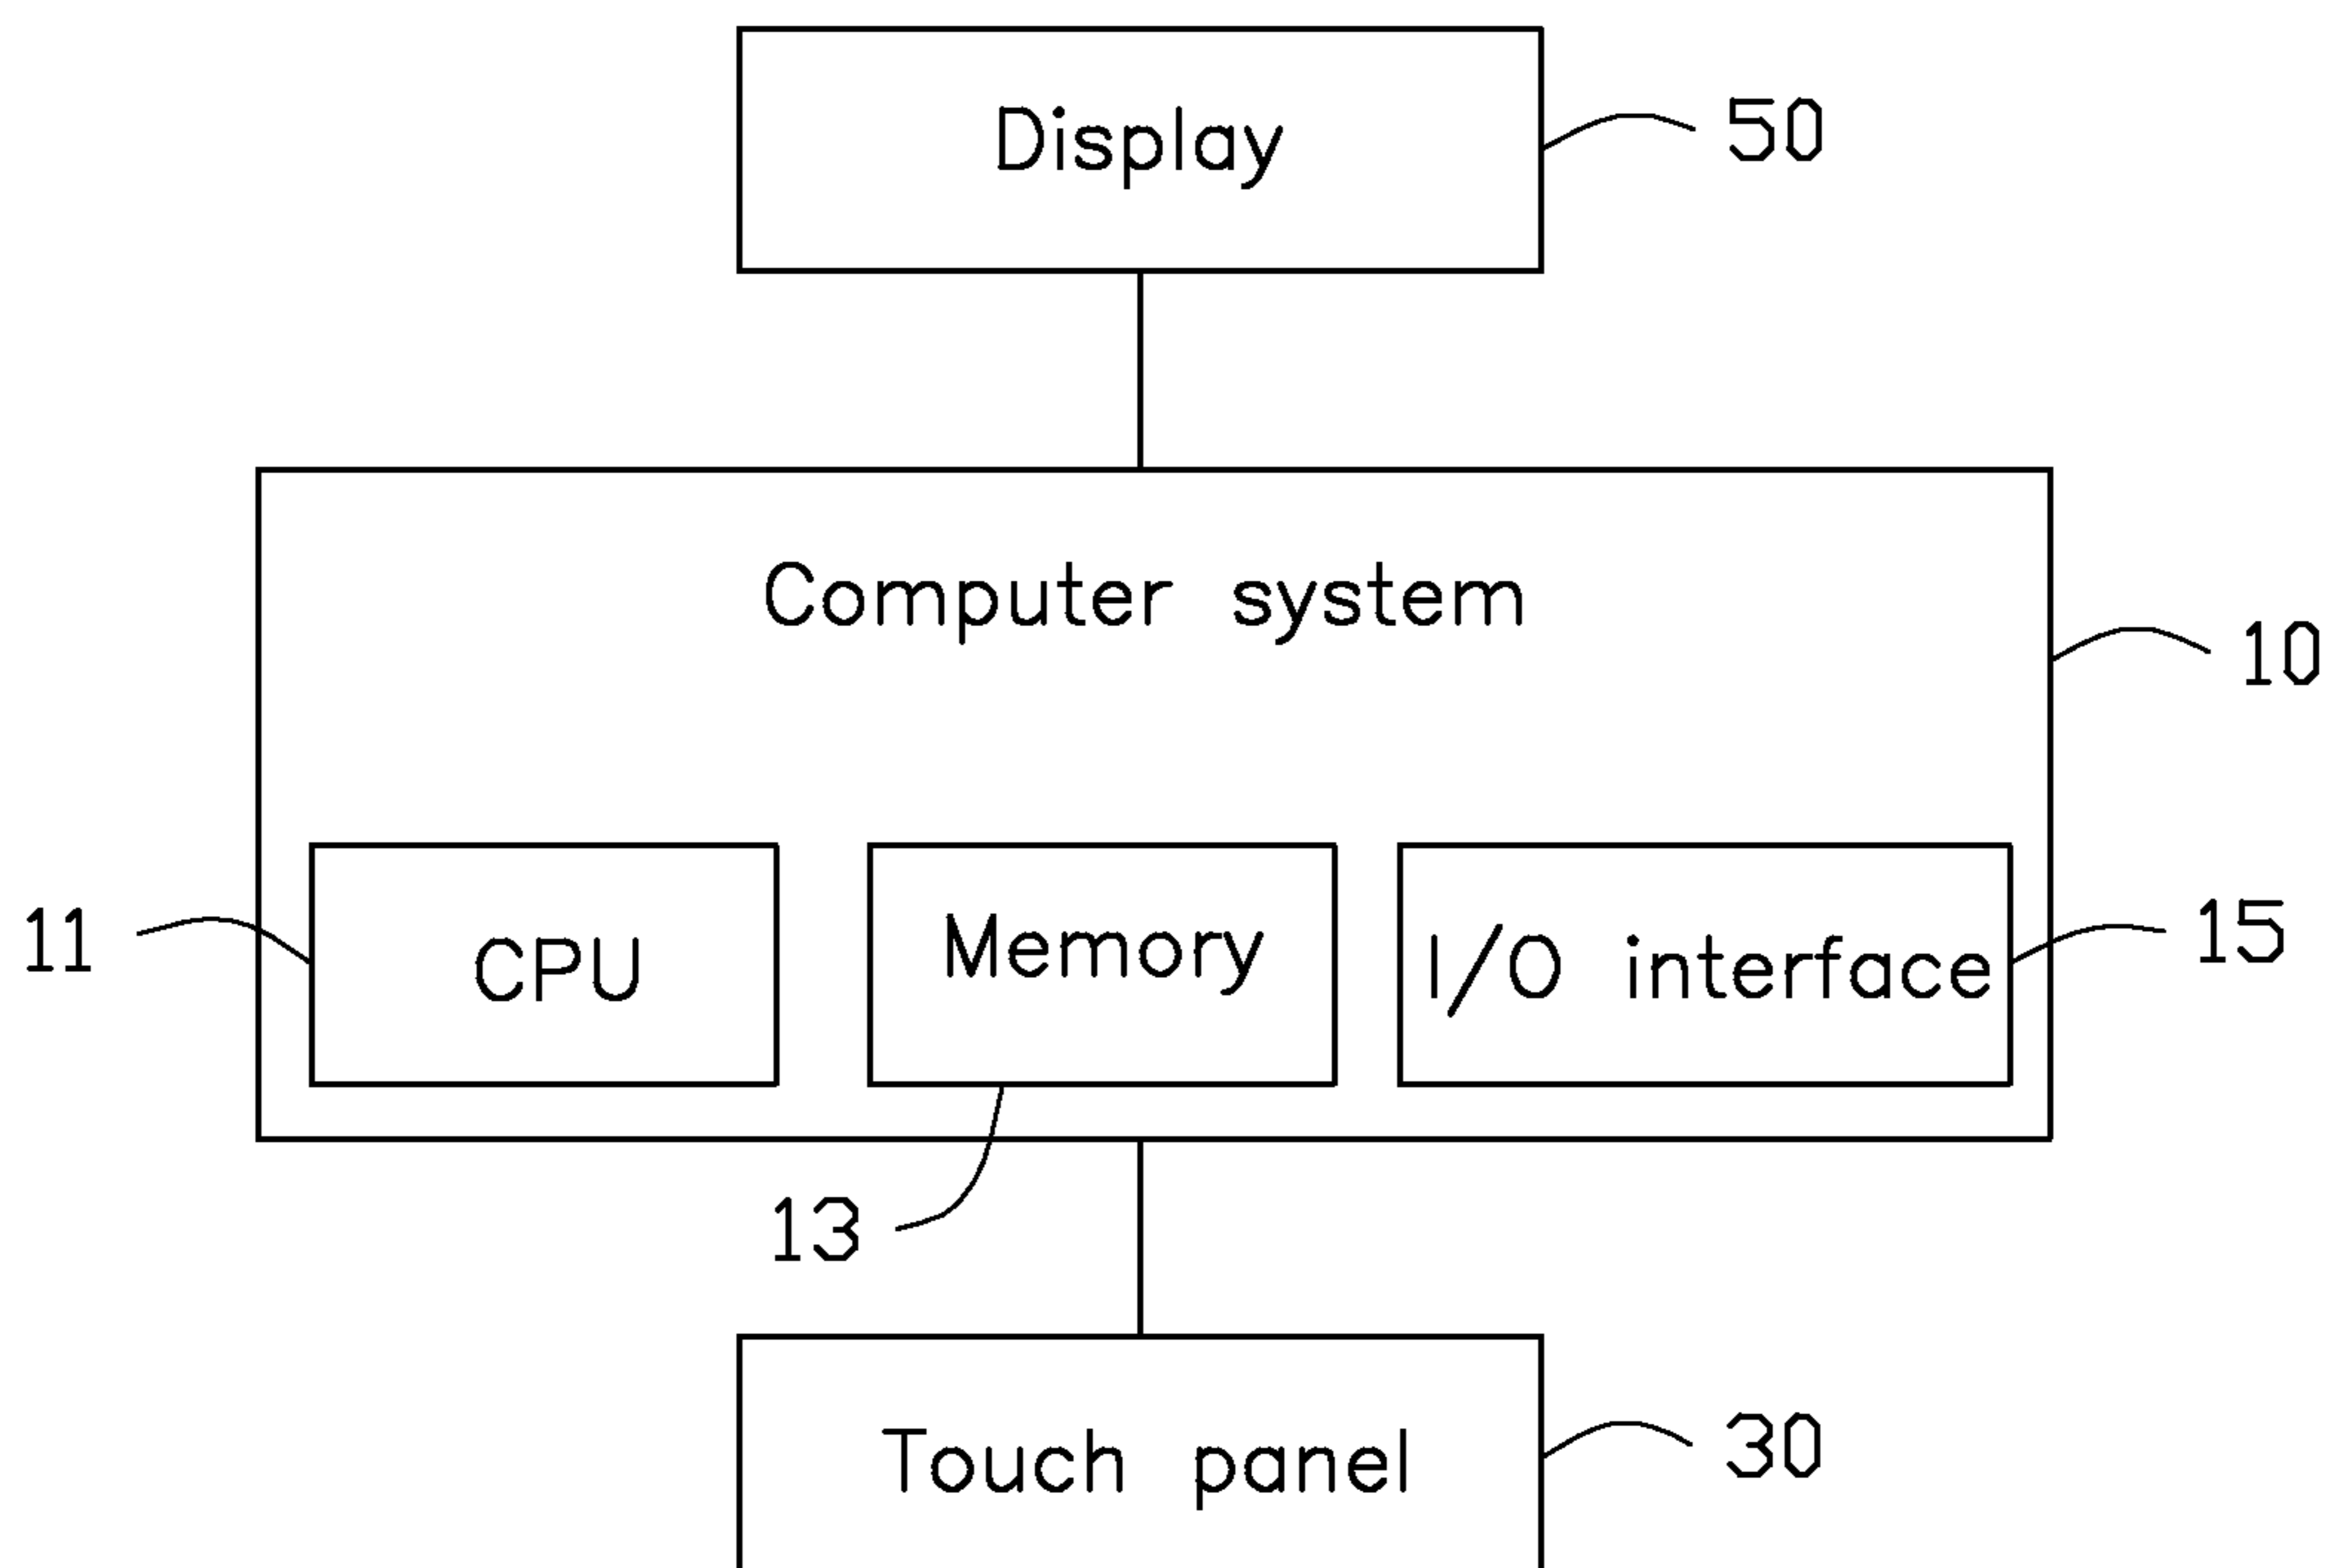 Display
50
Computer system
10
11
CPU
Memory
I/O interface
15
13
Touch panel
30